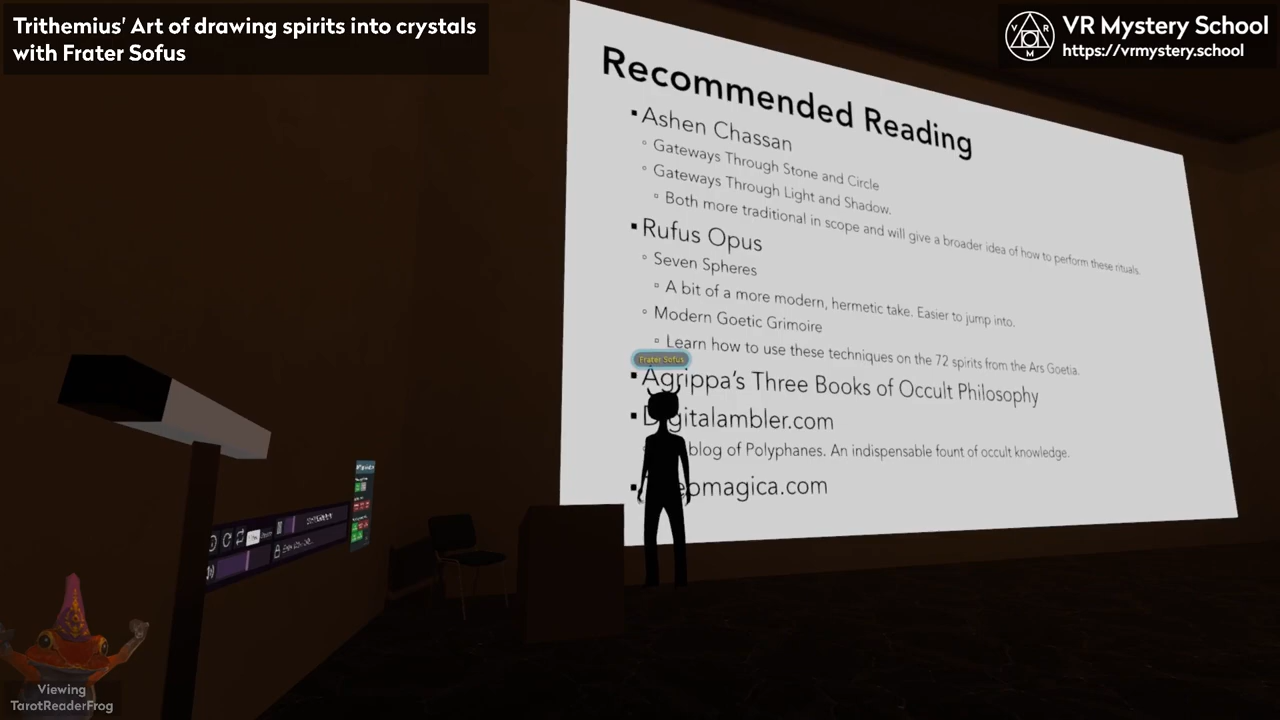 Trithemius' Art of drawing spirits into crystals
with Frater Sofus
VR Mystery School
https://vrmystery.school
V R
M
Recommended Reading
Ashen Chassan
Gateways Through Stone and Circle
Gateways Through Light and Shadow.
Both more traditional in scope and will give a broader idea of how to perform these rituals.
Rufus Opus
Seven Spheres
A bit of a more modern, hermetic take. Easier to jump into.
Modern Goetic Grimoire
Learn how to use these techniques on the 72 spirits from the Ars Goetia.
Frater Sofus
Agrippa's Three Books of Occult Philosophy
Digitalambler.com
blog of Polyphanes. An indispensable fount of occult knowledge.
opmagica.com
Viewing
TarotReaderFrog